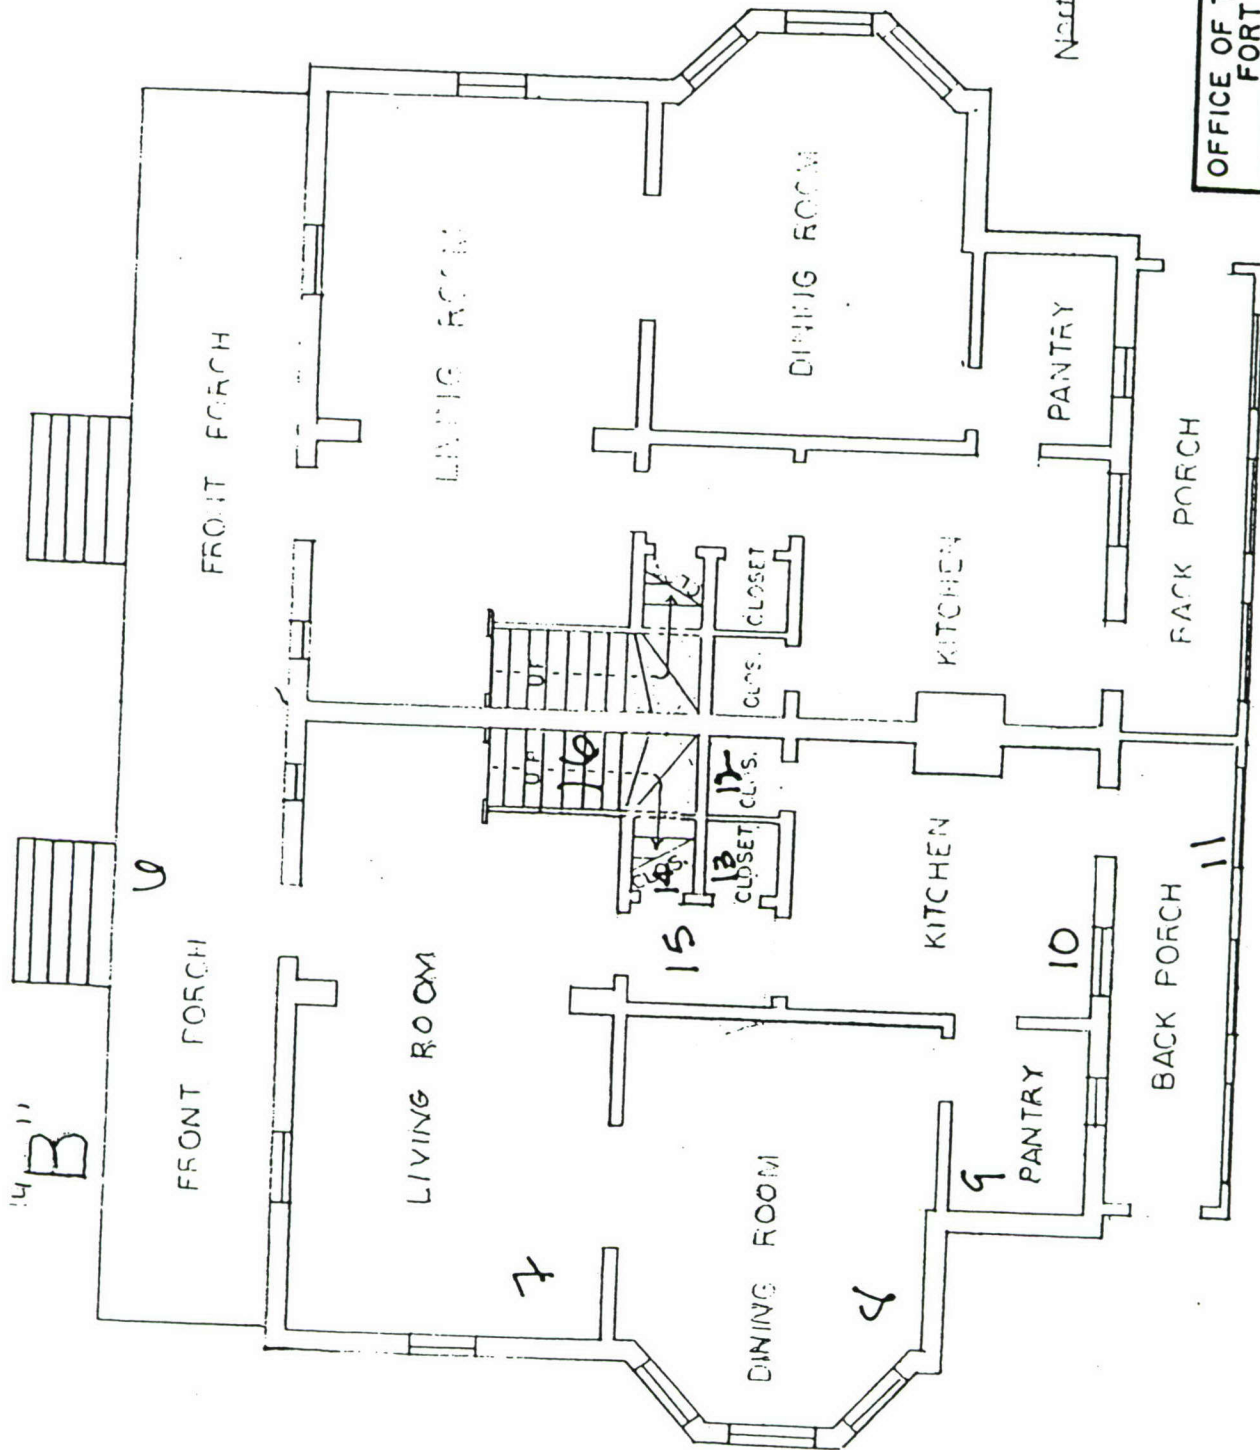 "B"
14
FRONT PORCH
6
FRONT PORCH
LIVING ROOM
7
LIVING ROOM
UP
16
UP
CLOS.
14
15
13
CLOSET
12
CLOS.
CLOS.
CLOSET
DINING ROOM
DINING ROOM
KITCHEN
KITCHEN
9
PANTRY
10
PANTRY
BACK PORCH
11
BACK PORCH
OFFICE OF
FORT